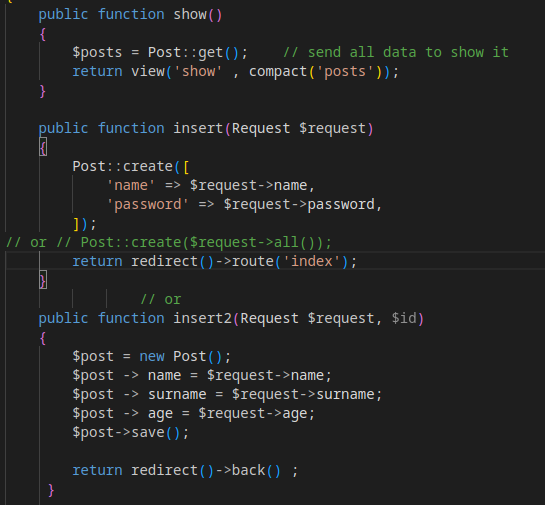 {
public function show()
{
$posts = Post::get();    // send all data to show it
return view('show' , compact('posts'));
}
public function insert(Request $request)
{
Post::create([
'name' => $request->name,
'password' => $request->password,
]);
// or // Post::create($request->all());
return redirect()->route('index');
}
// or
public function insert2(Request $request, $id)
{
$post = new Post();
$post -> name = $request->name;
$post -> surname = $request->surname;
$post -> age = $request->age;
$post->save();
return redirect()->back() ;
}